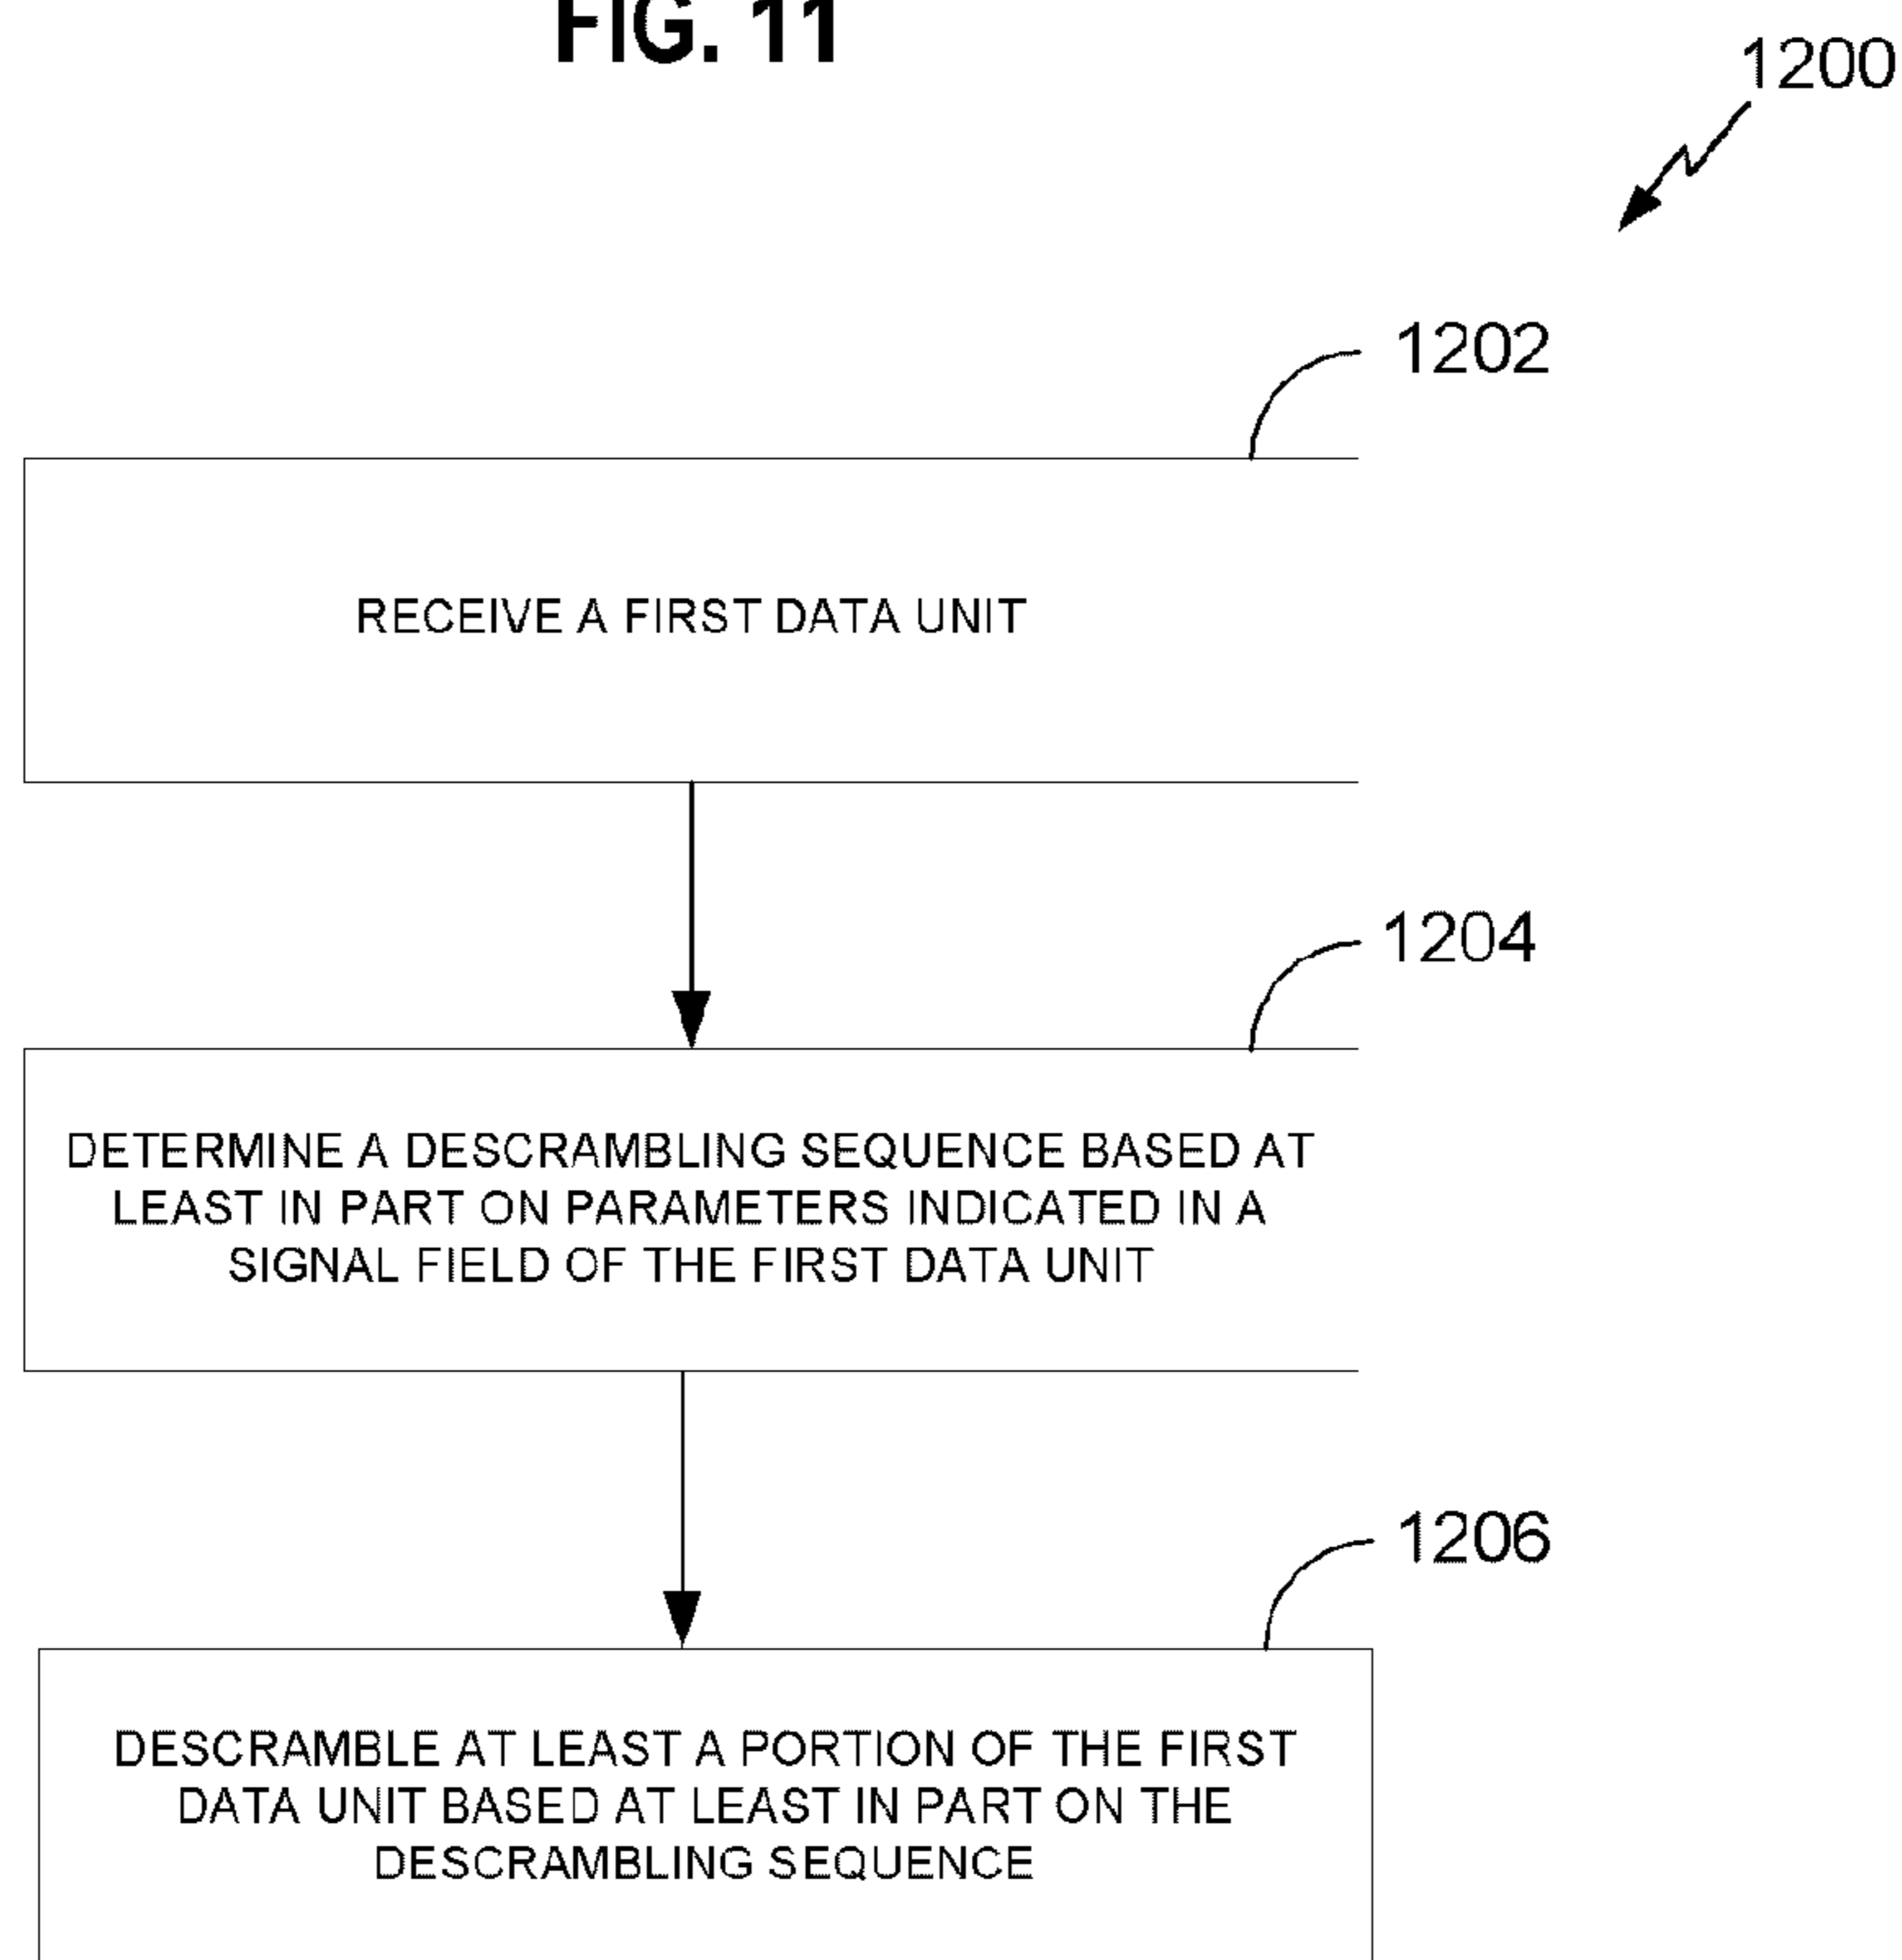 FIG. 11
1200
1202
RECEIVE A FIRST DATA UNIT
1204
DETERMINE A DESCRAMBLING SEQUENCE BASED AT
LEAST IN PART ON PARAMETERS INDICATED IN A
SIGNAL FIELD OF THE FIRST DATA UNIT
1206
DESCRAMBLE AT LEAST A PORTION OF THE FIRST
DATA UNIT BASED AT LEAST IN PART ON THE
DESCRAMBLING SEQUENCE